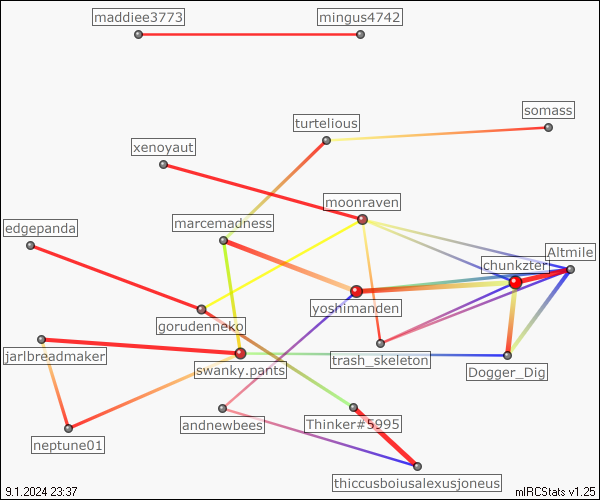 maddiee3773
mingus4742
somass
turtelious
xenoyaut
moonraven
marcemadness
edgepanda
Altmile
chunkzter
yoshimanden
gorudenneko
jarlbreadmaker
trash_skeleton
swanky.pants
Dogger_Dig
andnewbees
Thinker#5995
neptune01
thiccusboiusalexusjoneus
9.1.2024 23:37
mIRCStats v1.25